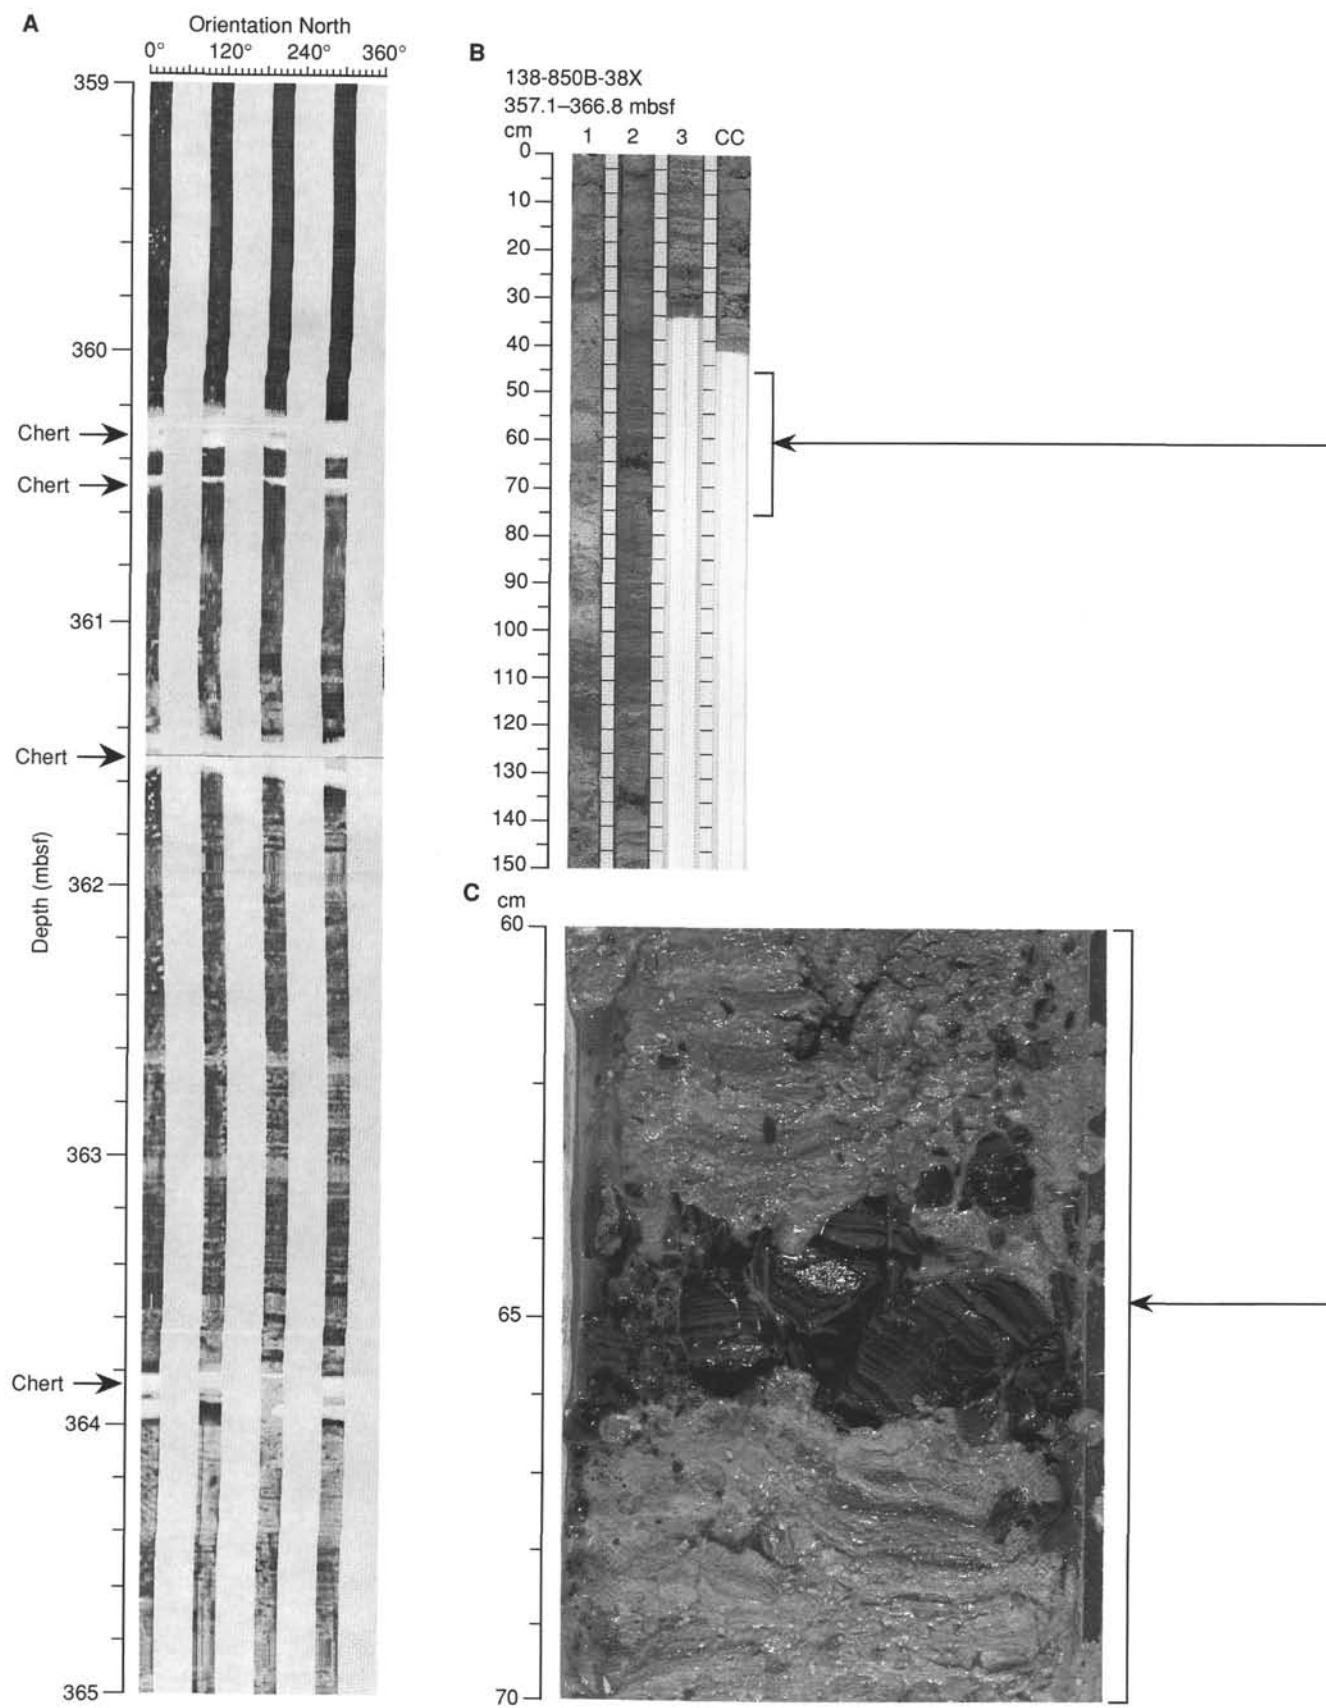 A
Orientation North
0° 120° 240° 360°
359
360
Chert
Chert
361
Chert
362
Depth (mbsf)
363
Chert
364
365
B
138-850B-38X
357.1–366.8 mbsf
cm
1 2 3 CC
0
10
20
30
40
50
60
70
80
90
100
110
120
130
140
150
C
cm
60
65
70